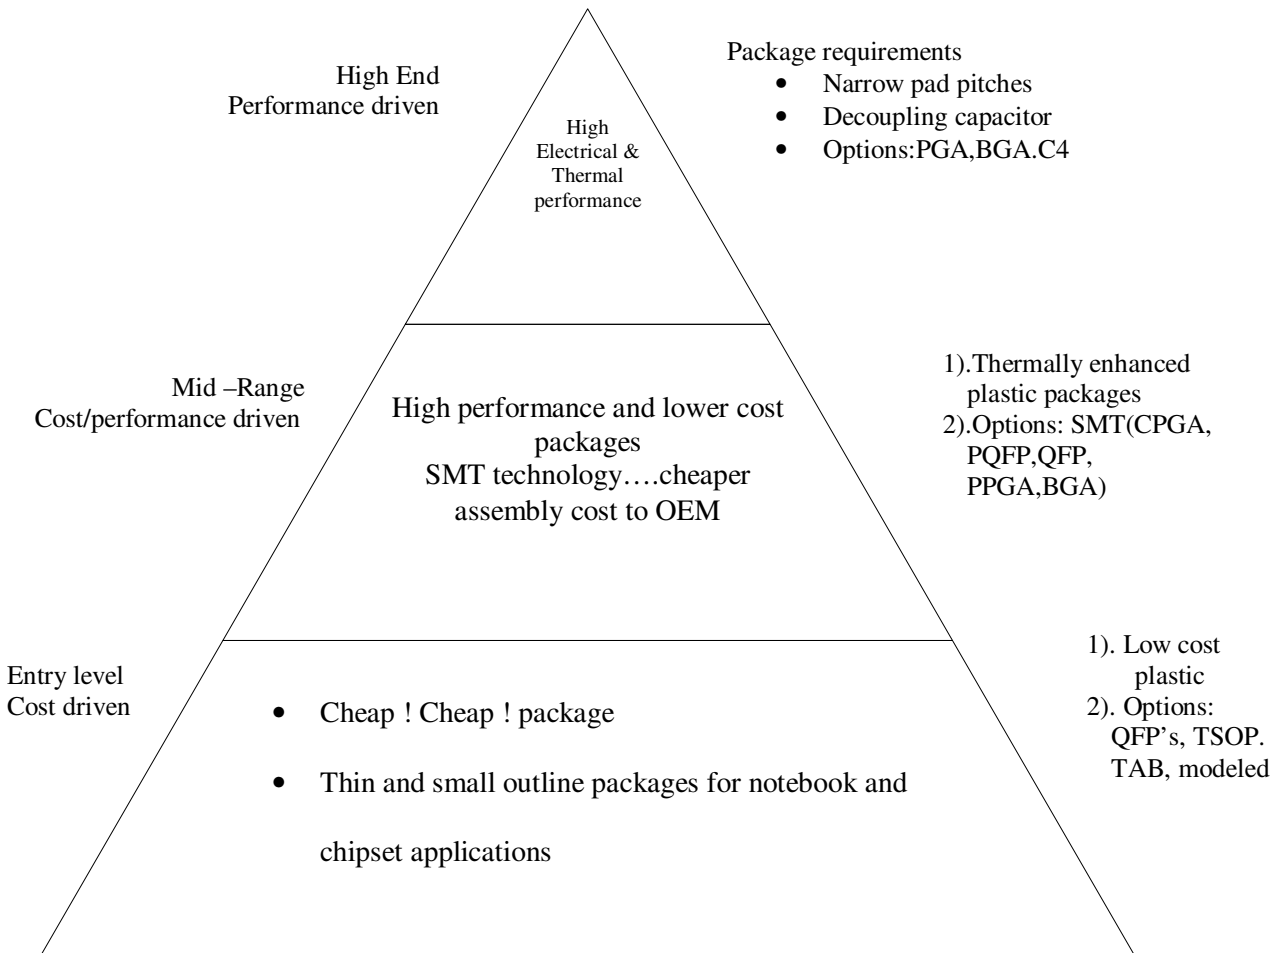 High End
Performance driven
High
Electrical &
Thermal
performance
Package requirements
• Narrow pad pitches
• Decoupling capacitor
• Options:PGA,BGA.C4
Mid –Range
Cost/performance driven
High performance and lower cost
packages
SMT technology….cheaper
assembly cost to OEM
1).Thermally enhanced
plastic packages
2).Options: SMT(CPGA,
PQFP,QFP,
PPGA,BGA)
Entry level
Cost driven
• Cheap ! Cheap ! package
• Thin and small outline packages for notebook and
chipset applications
1). Low cost
plastic
2). Options:
QFP’s, TSOP.
TAB, modeled